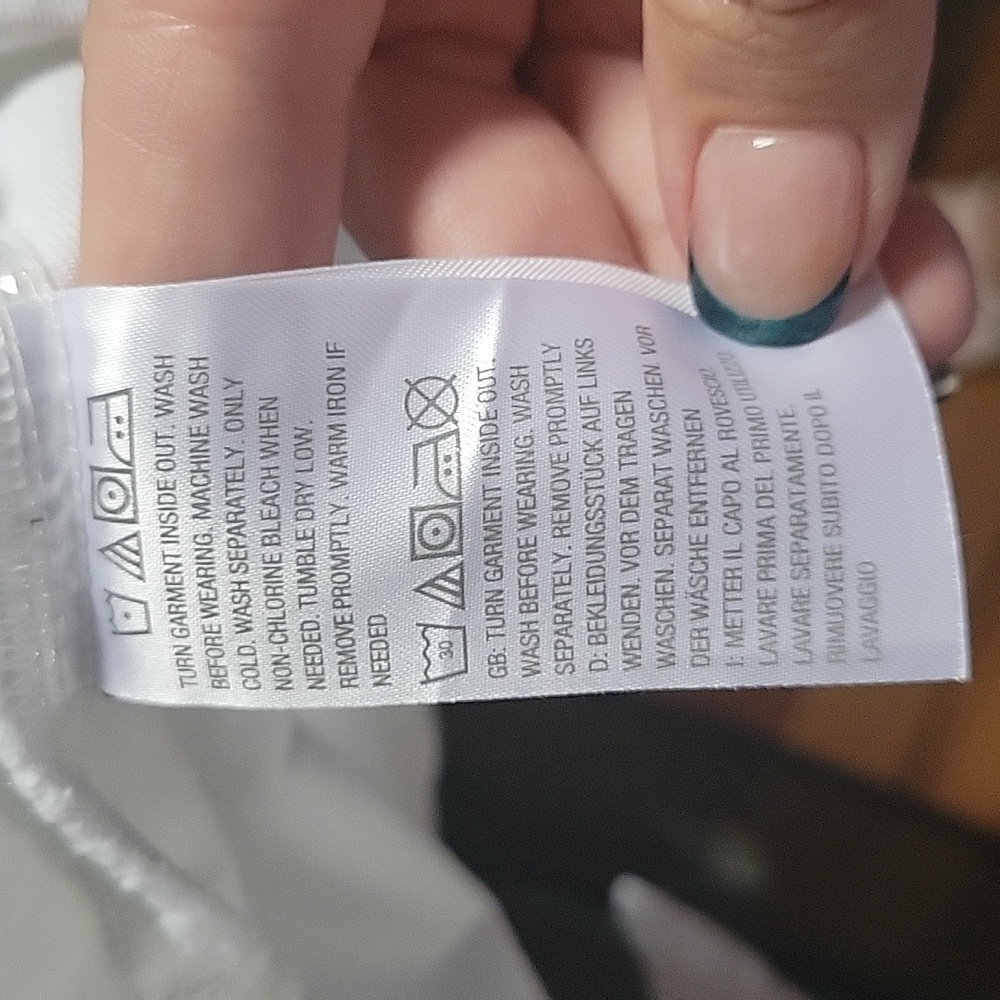 TURN GARMENT INSIDE OUT. WASH
BEFORE WEARING. MACHINE WASH
COLD. WASH SEPARATELY. ONLY
NON-CHLORINE BLEACH WHEN
NEEDED. TUMBLE DRY LOW.
REMOVE PROMPTLY. WARM IRON IF
NEEDED
30
GB: TURN GARMENT INSIDE OUT.
WASH BEFORE WEARING. WASH
SEPARATELY. REMOVE PROMPTLY
D: BEKLEIDUNGSSTÜCK AUF LINKS
WENDEN. VOR DEM TRAGEN
WASCHEN. SEPARAT WASCHEN. VOR
DER WÄSCHE ENTFERNEN
I: METTER IL CAPO AL ROVESCIO.
LAVARE PRIMA DEL PRIMO UTILIZZO.
LAVARE SEPARATAMENTE.
RIMUOVERE SUBITO DOPO IL
LAVAGGIO